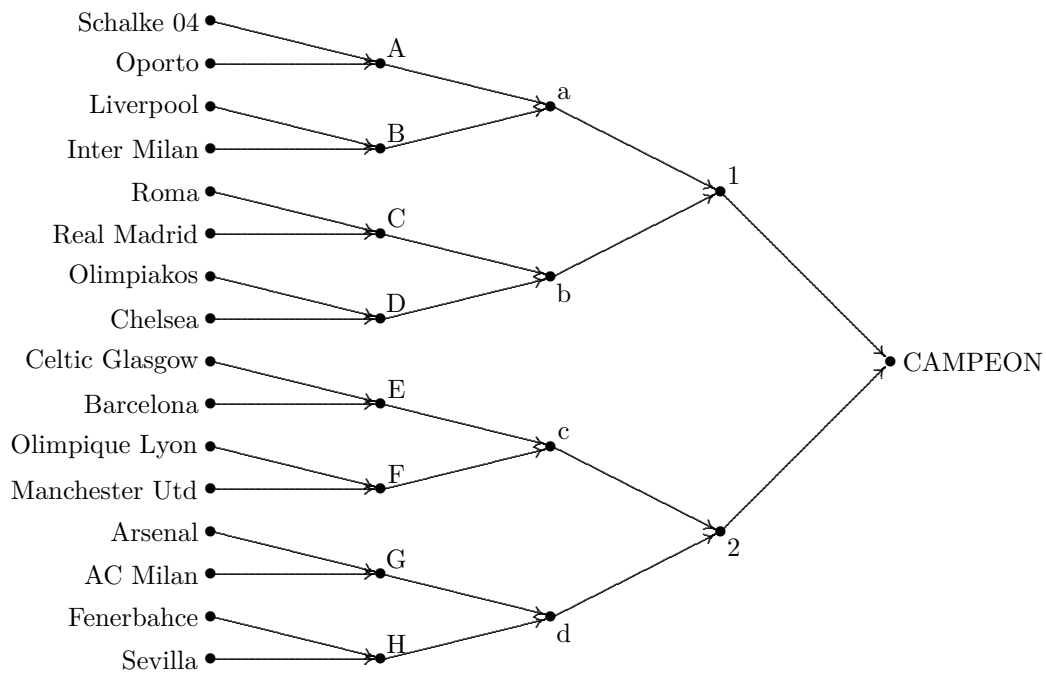 Schalke 04
Oporto
Liverpool
Inter Milan
Roma
Real Madrid
Olimpiakos
Chelsea
Celtic Glasgow
Barcelona
Olimpique Lyon
Manchester Utd
Arsenal
AC Milan
Fenerbahce
Sevilla
A
B
C
D
E
F
G
H
a
b
c
d
1
2
CAMPEON